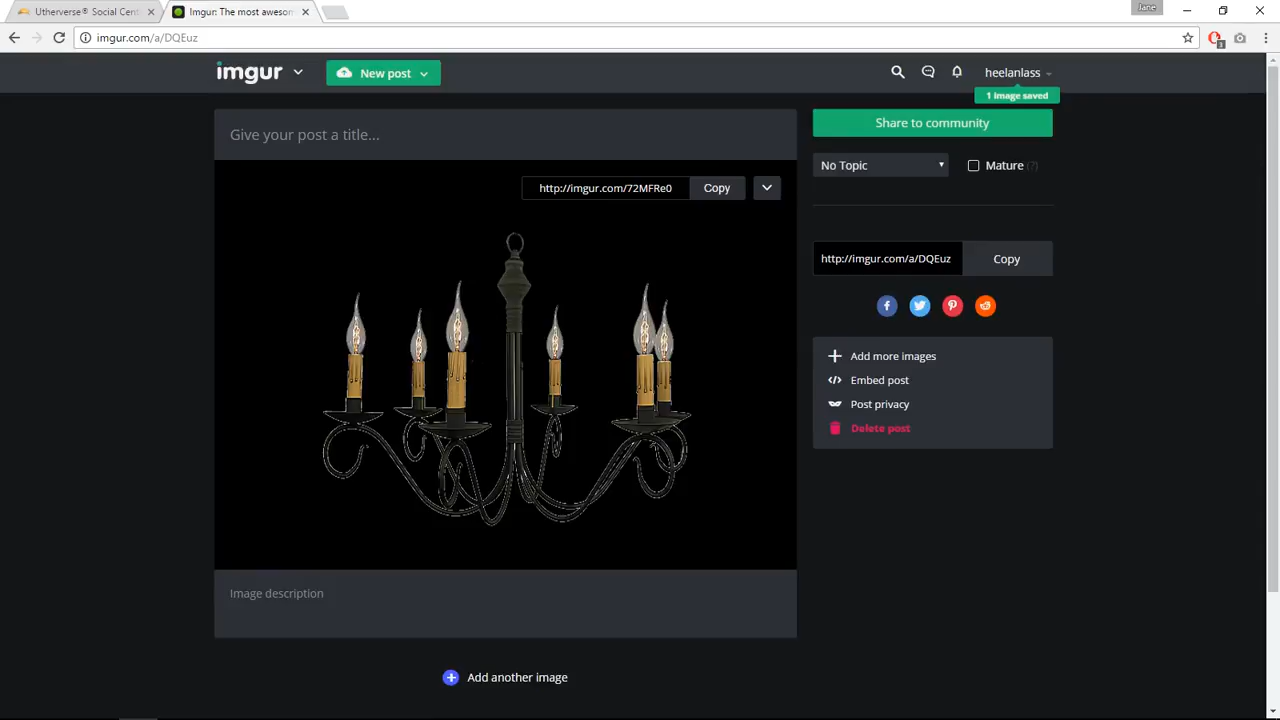 Utherverse® Social Cent
Imgur: The most awesom
Jane
imgur.com/a/DQEuz
3
imgur
New post
heelanlass
1 image saved
Give your post a title...
Share to community
No Topic
Mature (?)
http://imgur.com/72MFRe0
Copy
http://imgur.com/a/DQEuz
Copy
Add more images
Embed post
Post privacy
Delete post
Image description
Add another image